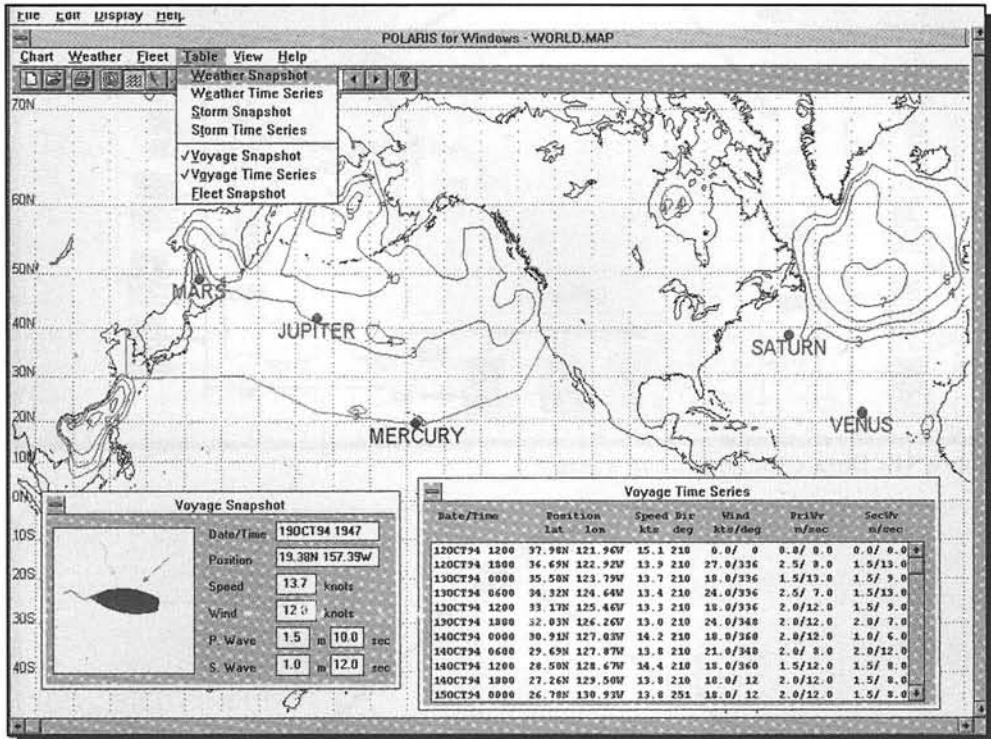 File Edit Display Help
POLARIS for Windows - WORLD.MAP
Chart Weather Fleet Table View Help
Weather Snapshot
Weather Time Series
Storm Snapshot
Storm Time Series
✓Voyage Snapshot
✓Voyage Time Series
Fleet Snapshot
70N
60N
50N
40N
30N
20N
10N
0N
10S
20S
30S
40S
MARS
JUPITER
MERCURY
SATURN
VENUS
Voyage Snapshot
Date/Time 19OCT94 1947
Position 19.38N 157.39W
Speed 13.7 knots
Wind knots
P. Wave 1.5 m 10.0 sec
S. Wave 1.0 m 12.0 sec
Voyage Time Series
Date/Time Position Speed Dir Wind PriWv SecWv
lat lon kts deg kts/deg m/sec m/sec
12OCT94 1200 37.98N 121.96W 15.1 210 0.0/ 0 0.0/ 0.0 0.0/ 0.0
12OCT94 1800 36.69N 122.92W 13.9 210 27.0/336 2.5/ 8.0 1.5/13.0
13OCT94 0000 35.50N 123.79W 13.7 210 18.0/336 1.5/13.0 1.5/ 9.0
13OCT94 0600 34.32N 124.64W 13.4 210 24.0/336 2.5/ 7.0 1.5/13.0
13OCT94 1200 33.17N 125.46W 13.3 210 18.0/336 2.0/12.0 1.5/ 9.0
13OCT94 1800 32.03N 126.26W 13.0 210 24.0/348 2.0/12.0 2.0/ 7.0
14OCT94 0000 30.91N 127.03W 14.2 210 18.0/360 2.0/12.0 1.0/ 6.0
14OCT94 0600 29.69N 127.87W 13.8 210 21.0/348 2.0/ 8.0 2.0/12.0
14OCT94 1200 28.50N 128.67W 14.4 210 18.0/360 1.5/12.0 1.5/ 8.0
14OCT94 1800 27.26N 129.50W 13.8 210 18.0/ 12 2.0/12.0 1.5/ 8.0
15OCT94 0000 26.78N 130.93W 13.8 251 18.0/ 12 2.0/12.0 1.5/ 8.0